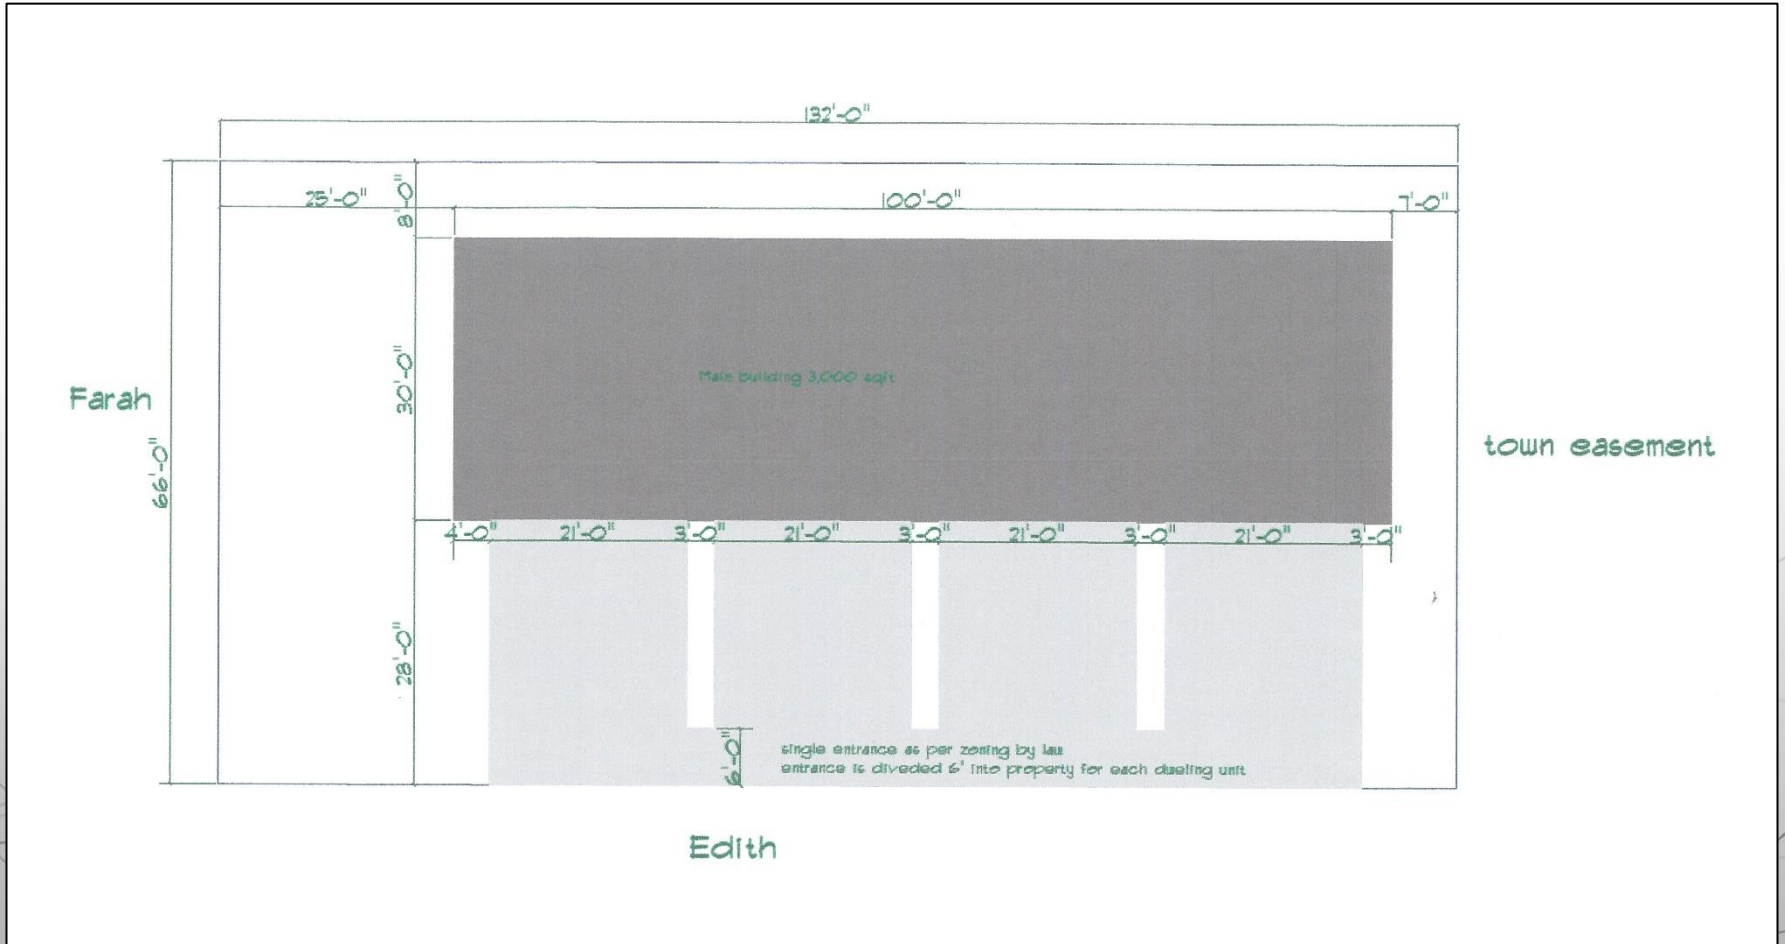 132'-0"
25'-0"
8'-0"
100'-0"
7'-0"
30'-0"
Main building 3,000 sqft
Farah
66'-0"
town easement
4'-0" 21'-0" 3'-0" 21'-0" 3'-0" 21'-0" 3'-0" 21'-0" 3'-0"
28'-0"
6'-0"
single entrance as per zoning by law
entrance is diveded 6' into property for each dweling unit
Edith